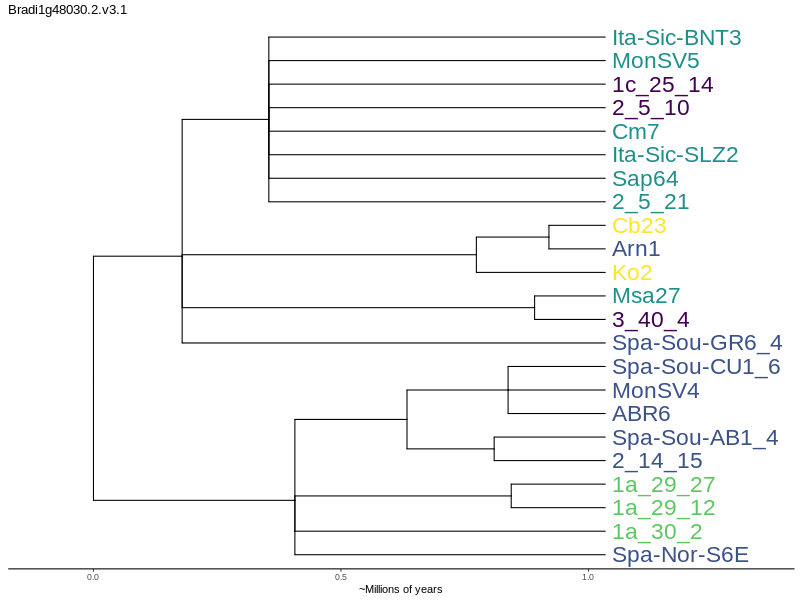 Bradi1g48030.2.v3.1
Ita-Sic-BNT3
MonSV5
1c_25_14
2_5_10
Cm7
Ita-Sic-SLZ2
Sap64
2_5_21
Cb23
Arn1
Ko2
Msa27
3_40_4
Spa-Sou-GR6_4
Spa-Sou-CU1_6
MonSV4
ABR6
Spa-Sou-AB1_4
2_14_15
1a_29_27
1a_29_12
1a_30_2
Spa-Nor-S6E
0.0 0.5 1.0
~Millions of years